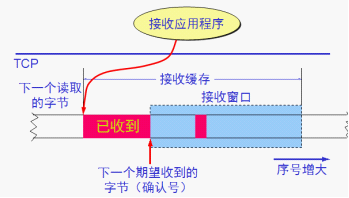 接收应用程序
TCP
接收缓存
下一个读取
的字节
接收窗口
已收到
下一个期望收到的
字节（确认号）
序号增大